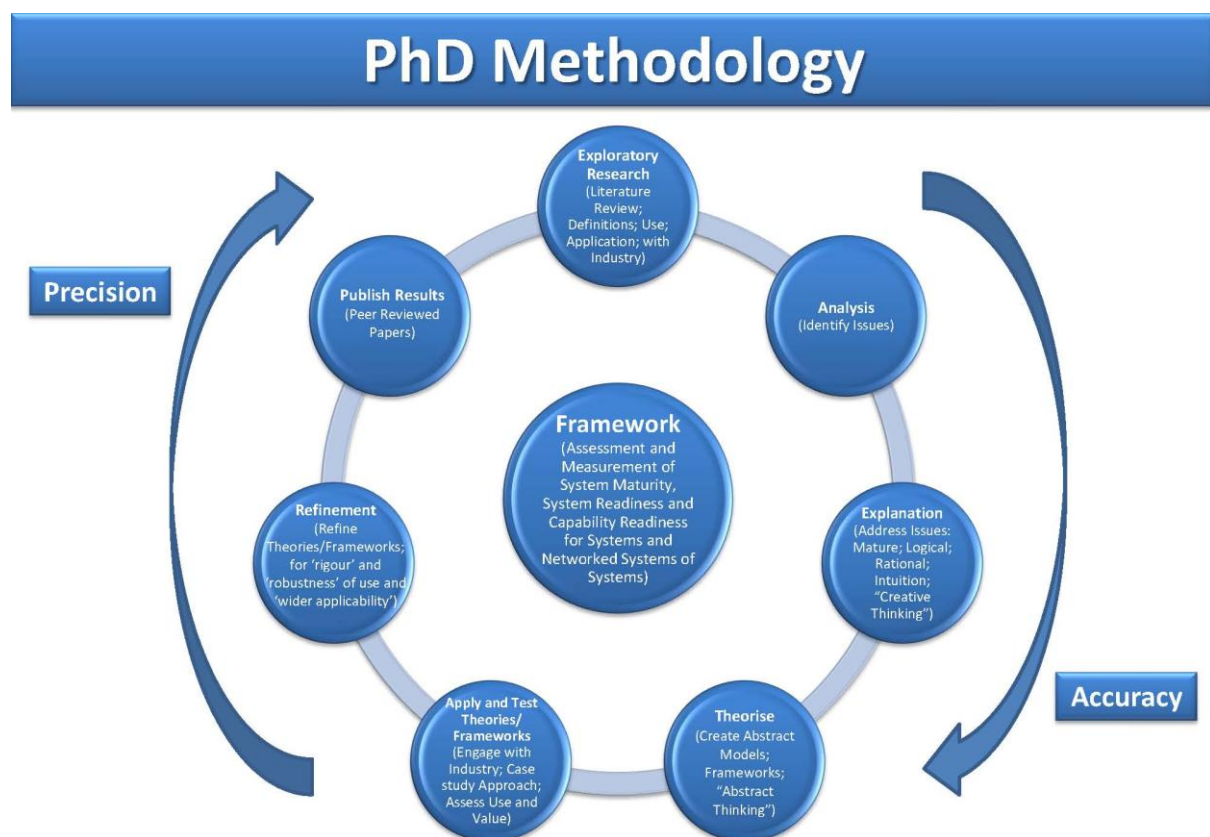 PhD Methodology
Exploratory
Research
(Literature
Review;
Definitions; Use;
Application; with
Industry)
Analysis
(Identify Issues)
Explanation
(Address Issues:
Mature; Logical;
Rational;
Intuition;
“Creative
Thinking”)
Accuracy
Theorise
(Create Abstract
Models;
Frameworks;
“Abstract
Thinking”)
Apply and Test
Theories/
Frameworks
(Engage with
Industry; Case
study Approach;
Assess Use and
Value)
Refinement
(Refine
Theories/Frameworks;
for ‘rigour’ and
‘robustness’ of use and
‘wider applicability’)
Publish Results
(Peer Reviewed
Papers)
Precision
Framework
(Assessment and
Measurement of
System Maturity,
System Readiness and
Capability Readiness
for Systems and
Networked Systems of
Systems)